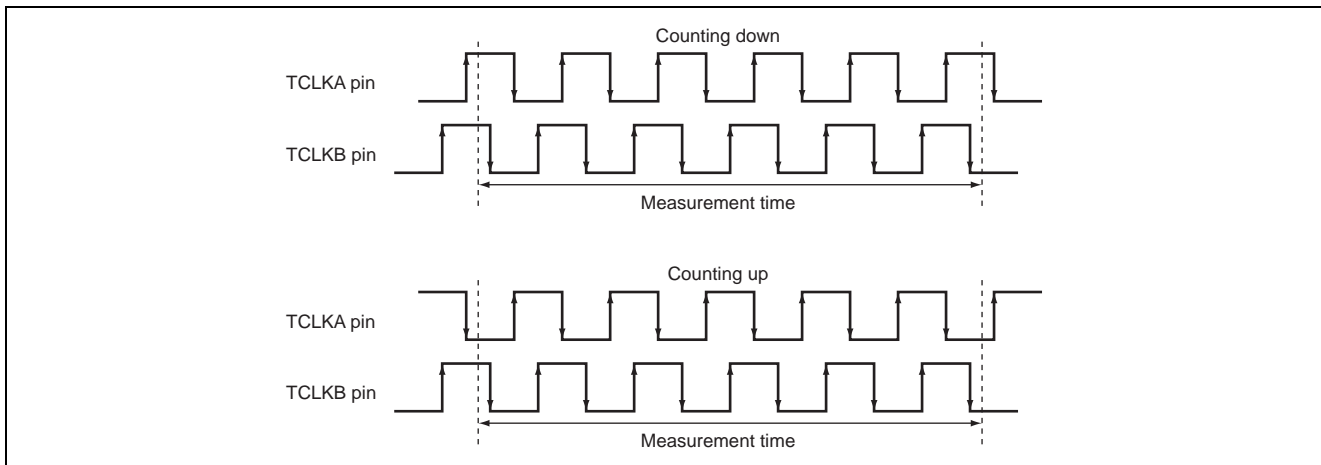 Counting down
TCLKA pin
TCLKB pin
Measurement time
Counting up
TCLKA pin
TCLKB pin
Measurement time